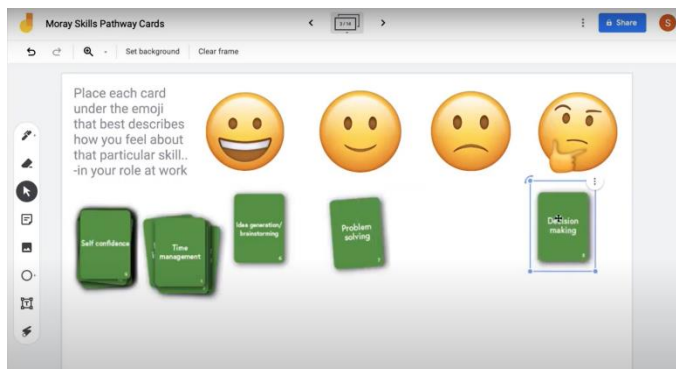 Moray Skills Pathway Cards
3/18
Share
S
Set background
Clear frame
Place each card
under the emoji
that best describes
how you feel about
that particular skill..
-in your role at work
Self confidence
Time
management
Idea generation/
brainstorming
Problem
solving
Decision
making